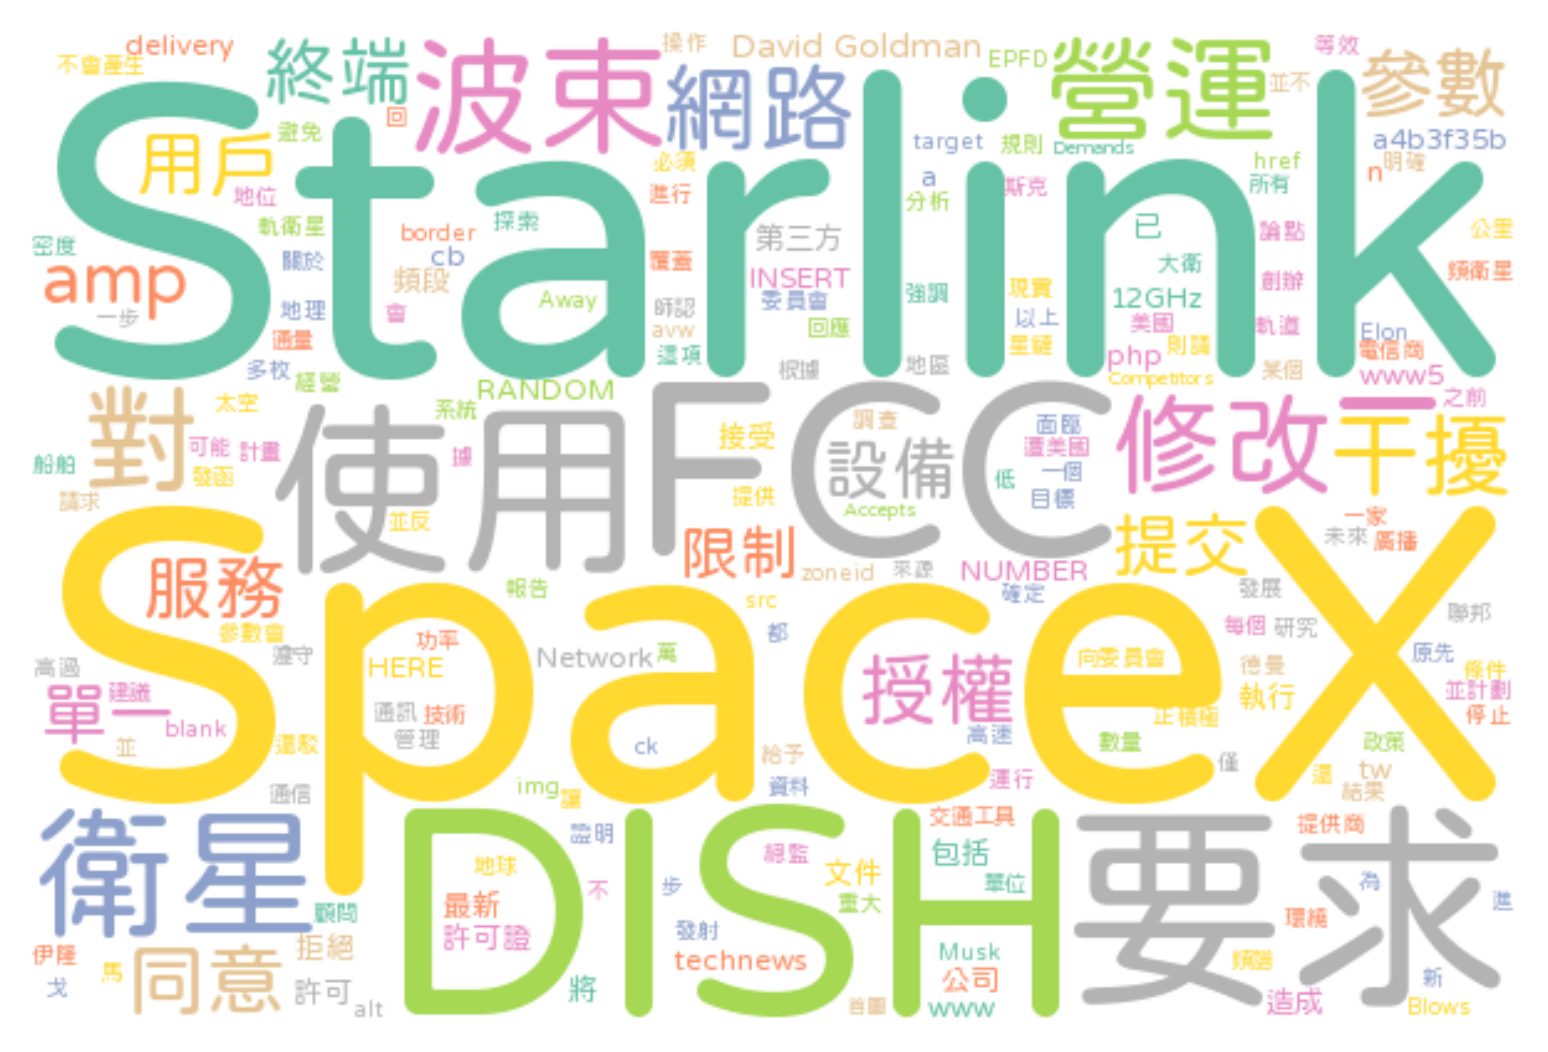 不會產生 delivery 終端 波束 操作 David Goldman EPFD 營運 等效 參數
網路 並不
Starlink
用戶 避免 回 必須 target 規則 Demands a4b3f35b
地位 進行 a 斯克 href 所有 n 明確
軌衛星 border 探索 分析 已 論點 公里
密度 關於 cb 頻段 覆蓋 第三方 INSERT 大衛 創辦 頻衛星
amp 地理 會 Away 師認 委員會 強調 現實 12GHz
一步 通量 avw 回應 以上 美國 軌道 Elon
多枚 經營 這項 根據 地區 星鏈 php 則請 某個 電信商
RANDOM Competitors www5
對 太空 系統 使用 FCC 調查 面臨 修改 一 之前
可能 計畫 據 接受 設備 遭美國 干擾
船舶 發函 提供 低 一個
請求 並反 Accepts 目標 一家
限制 提交 未來 廣播
SpaceX
服務 報告 zoneid 來源 NUMBER 確定 發展
參數會 功率 src 每個 研究 聯邦
高過 遵守 HERE Network 萬 都 授權 向委員會 德曼 原先 條件
單一 建議 通訊 技術 執行 並計劃
blank 管理 正積極 停止
並 還駁 ck 給予 高速 數量 僅 政策
通信 img 讓 資料 運行 還 tw 結果
衛星 DISH 證明 總監 交通工具 要求 提供商
地球 文件 包括
顧問 最新 不 步 重大 單位 為 進
伊隆 拒絕 許可證 發射 Musk 環繞
戈 馬 同意 technews 公司 頻譜 新
許可 alt 將 首圖 www 造成 Blows